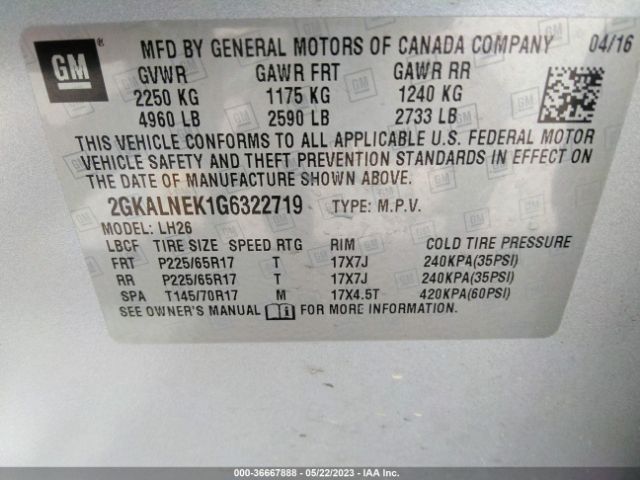 GM
MFD BY GENERAL MOTORS OF CANADA COMPANY 04/16
GVWR GAWR FRT GAWR RR
2250 KG 1175 KG 1240 KG
4960 LB 2590 LB 2733 LB
THIS VEHICLE CONFORMS TO ALL APPLICABLE U.S. FEDERAL MOTOR
VEHICLE SAFETY AND THEFT PREVENTION STANDARDS IN EFFECT ON
THE DATE OF MANUFACTURE SHOWN ABOVE.
2GKALNEK1G6322719 TYPE: M.P.V.
MODEL: LH26
LBCF TIRE SIZE SPEED RTG RIM COLD TIRE PRESSURE
FRT P225/65R17 T 17X7J 240KPA(35PSI)
RR P225/65R17 T 17X7J 240KPA(35PSI)
SPA T145/70R17 M 17X4.5T 420KPA(60PSI)
SEE OWNER'S MANUAL FOR MORE INFORMATION.
000-36667888 - 05/22/2023 - IAA Inc.